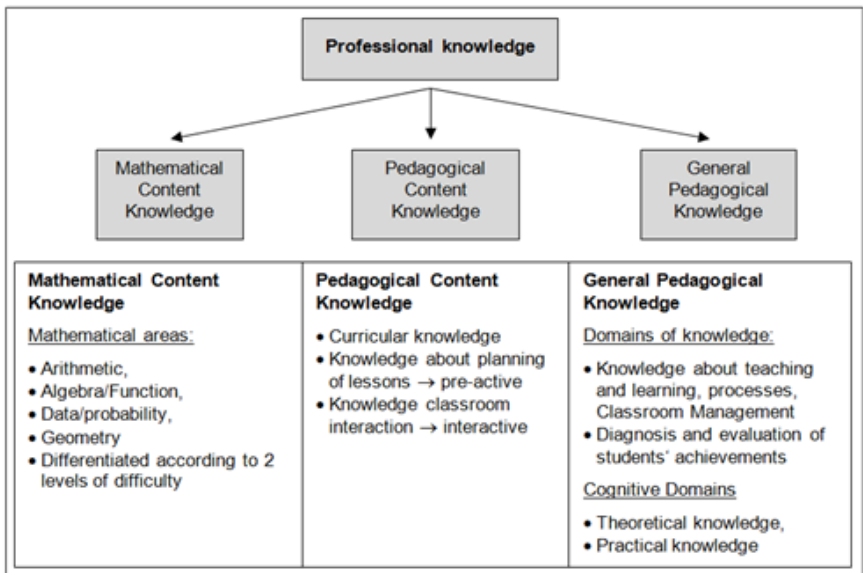 Professional knowledge
Mathematical
Content
Knowledge
Pedagogical
Content
Knowledge
General
Pedagogical
Knowledge
Mathematical Content
Knowledge
Mathematical areas:
• Arithmetic,
• Algebra/Function,
• Data/probability,
• Geometry
• Differentiated according to 2
levels of difficulty
Pedagogical Content
Knowledge
• Curricular knowledge
• Knowledge about planning
of lessons → pre-active
• Knowledge classroom
interaction → interactive
General Pedagogical
Knowledge
Domains of knowledge:
• Knowledge about teaching
and learning, processes,
Classroom Management
• Diagnosis and evaluation of
students‘ achievements
Cognitive Domains
• Theoretical knowledge,
• Practical knowledge